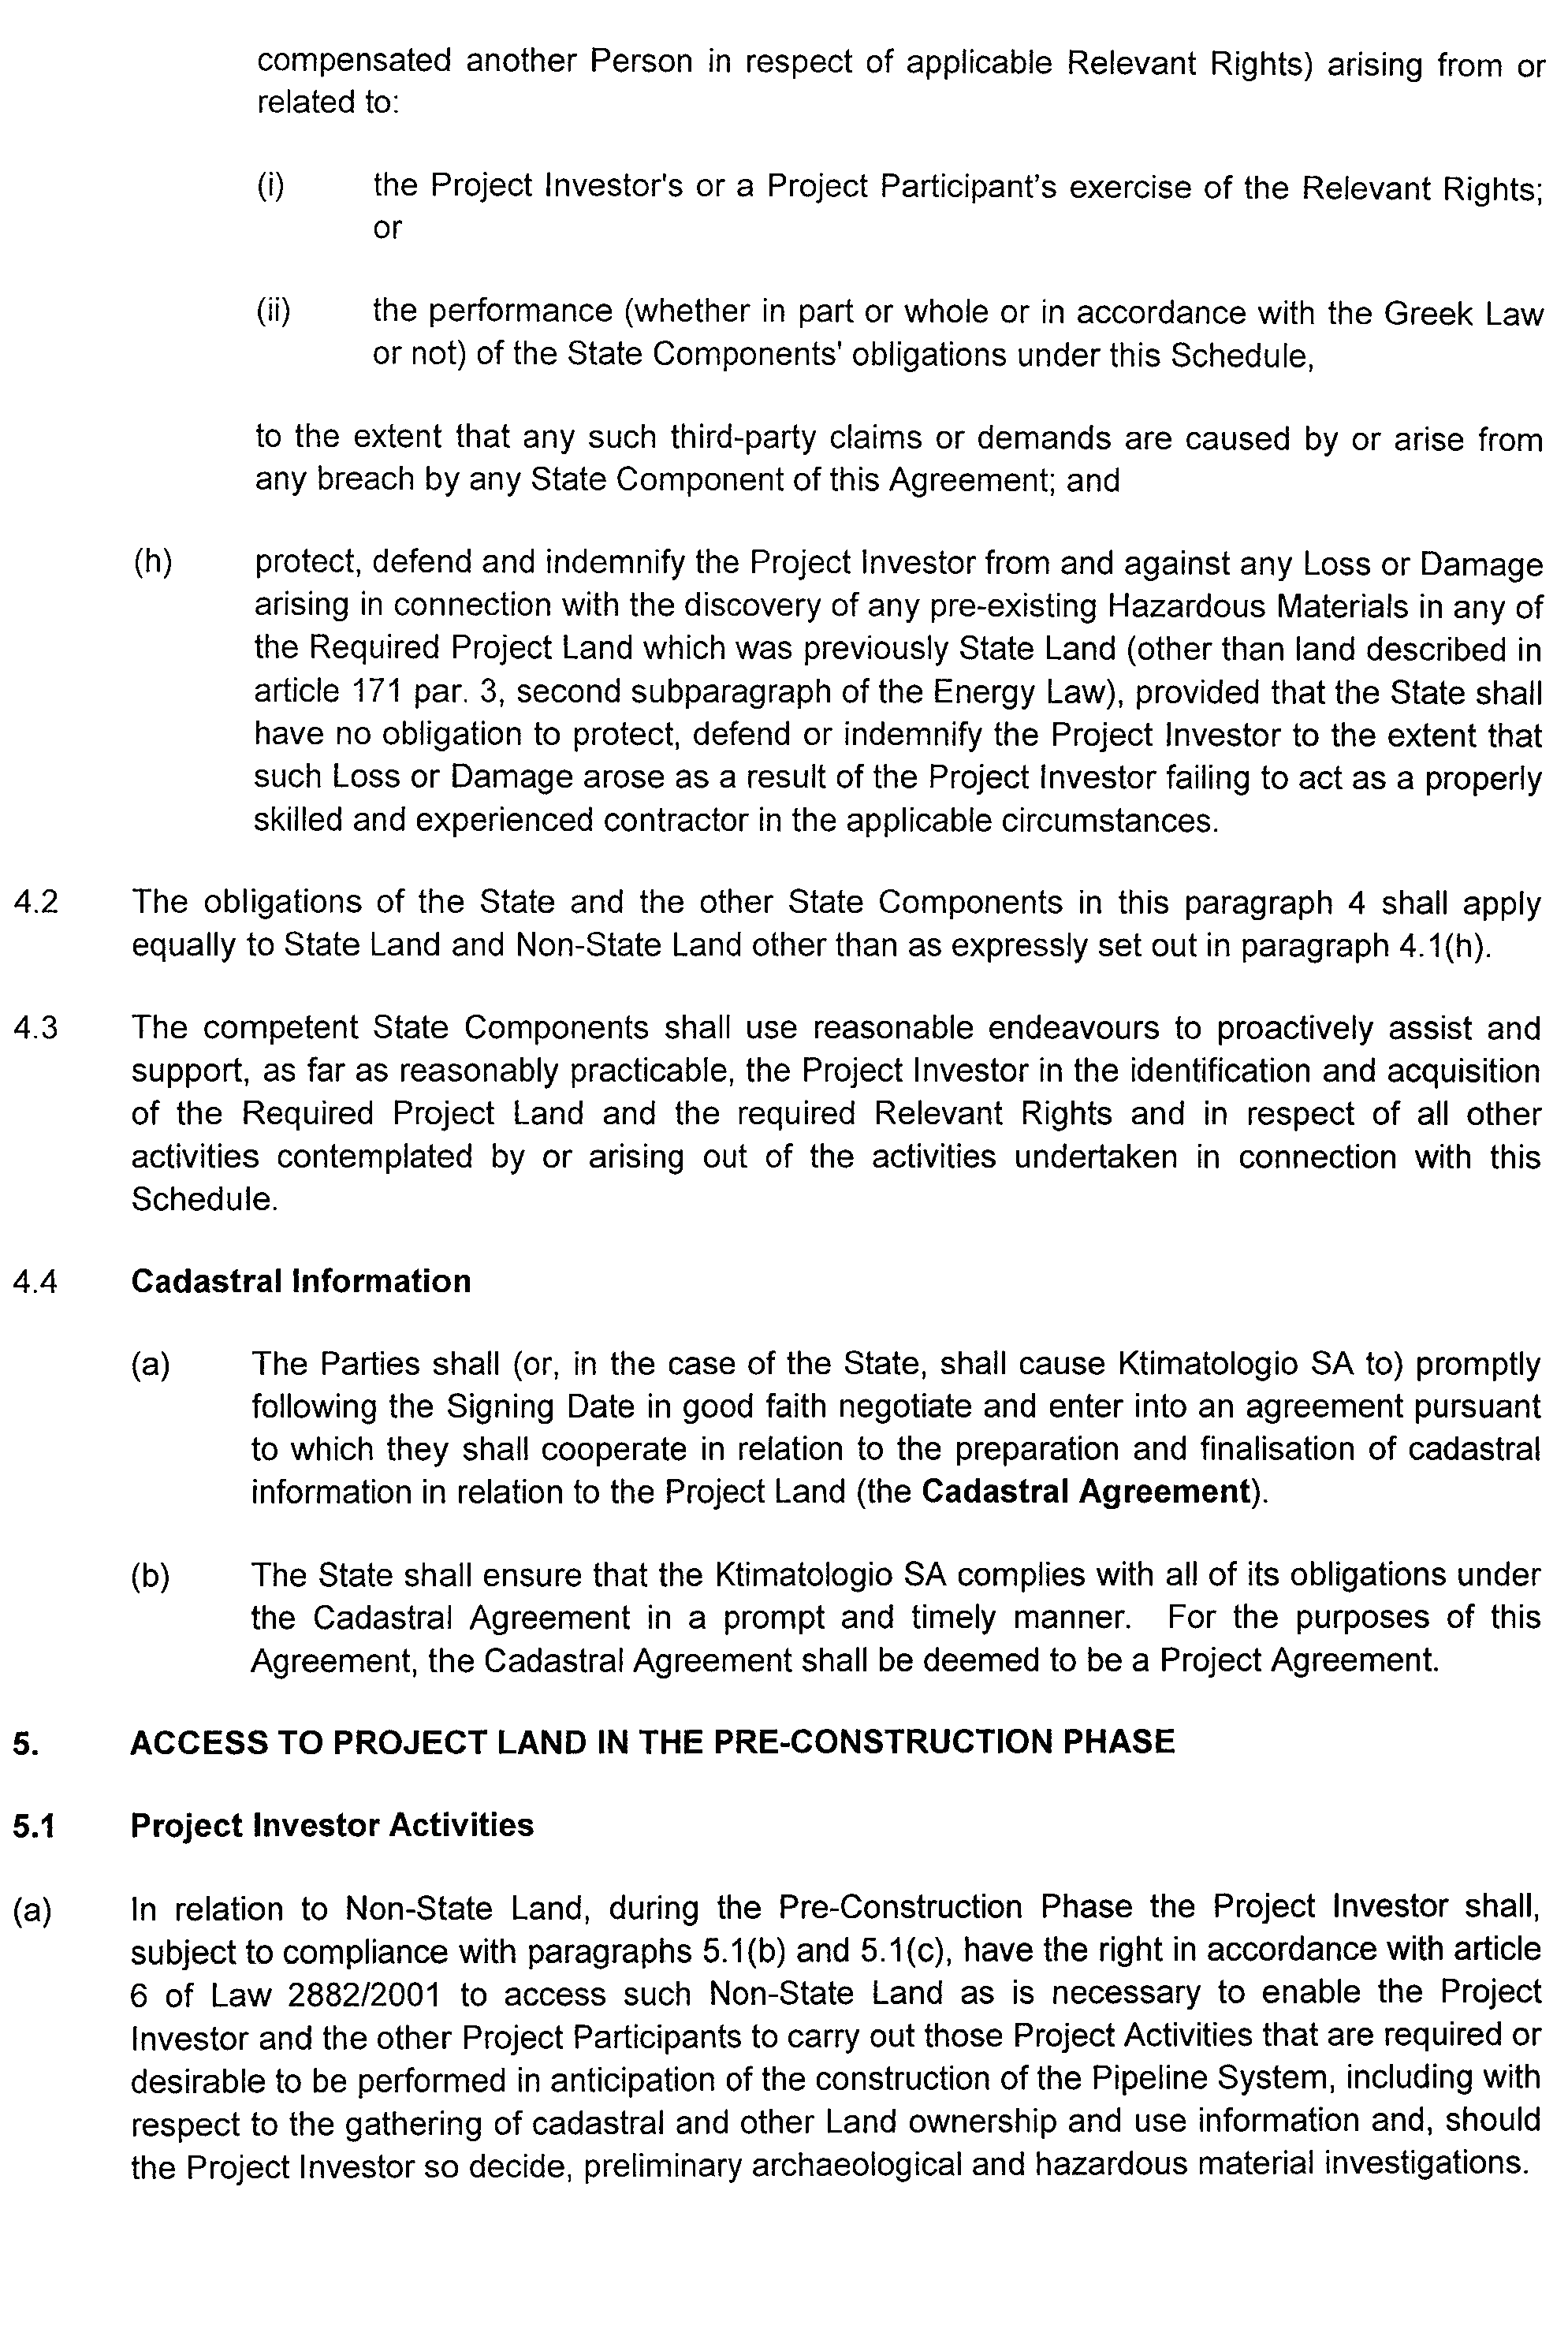 compensated another Person in respect of applicable Relevant Rights) arising from or
related to:
(i) the Project Investor's or a Project Participant's exercise of the Relevant Rights;
or
(ii) the performance (whether in part or whole or in accordance with the Greek Law
or not) of the State Components' obligations under this Schedule,
to the extent that any such third-party claims or demands are caused by or arise from
any breach by any State Component of this Agreement; and
(h) protect, defend and indemnify the Project Investor from and against any Loss or Damage
arising in connection with the discovery of any pre-existing Hazardous Materials in any of
the Required Project Land which was previously State Land (other than land described in
article 171 par. 3, second subparagraph of the Energy Law), provided that the State shall
have no obligation to protect, defend or indemnify the Project Investor to the extent that
such Loss or Damage arose as a result of the Project Investor failing to act as a properly
skilled and experienced contractor in the applicable circumstances.
4.2 The obligations of the State and the other State Components in this paragraph 4 shall apply
equally to State Land and Non-State Land other than as expressly set out in paragraph 4.1(h).
4.3 The competent State Components shall use reasonable endeavours to proactively assist and
support, as far as reasonably practicable, the Project Investor in the identification and acquisition
of the Required Project Land and the required Relevant Rights and in respect of all other
activities contemplated by or arising out of the activities undertaken in connection with this
Schedule.
4.4 Cadastral Information
(a) The Parties shall (or, in the case of the State, shall cause Ktimatologio SA to) promptly
following the Signing Date in good faith negotiate and enter into an agreement pursuant
to which they shall cooperate in relation to the preparation and finalisation of cadastral
information in relation to the Project Land (the Cadastral Agreement).
(b) The State shall ensure that the Ktimatologio SA complies with all of its obligations under
the Cadastral Agreement in a prompt and timely manner. For the purposes of this
Agreement, the Cadastral Agreement shall be deemed to be a Project Agreement.
5. ACCESS TO PROJECT LAND IN THE PRE-CONSTRUCTION PHASE
5.1 Project Investor Activities
(a) In relation to Non-State Land, during the Pre-Construction Phase the Project Investor shall,
subject to compliance with paragraphs 5.1(b) and 5.1(c), have the right in accordance with article
6 of Law 2882/2001 to access such Non-State Land as is necessary to enable the Project
Investor and the other Project Participants to carry out those Project Activities that are required or
desirable to be performed in anticipation of the construction of the Pipeline System, including with
respect to the gathering of cadastral and other Land ownership and use information and, should
the Project Investor so decide, preliminary archaeological and hazardous material investigations.